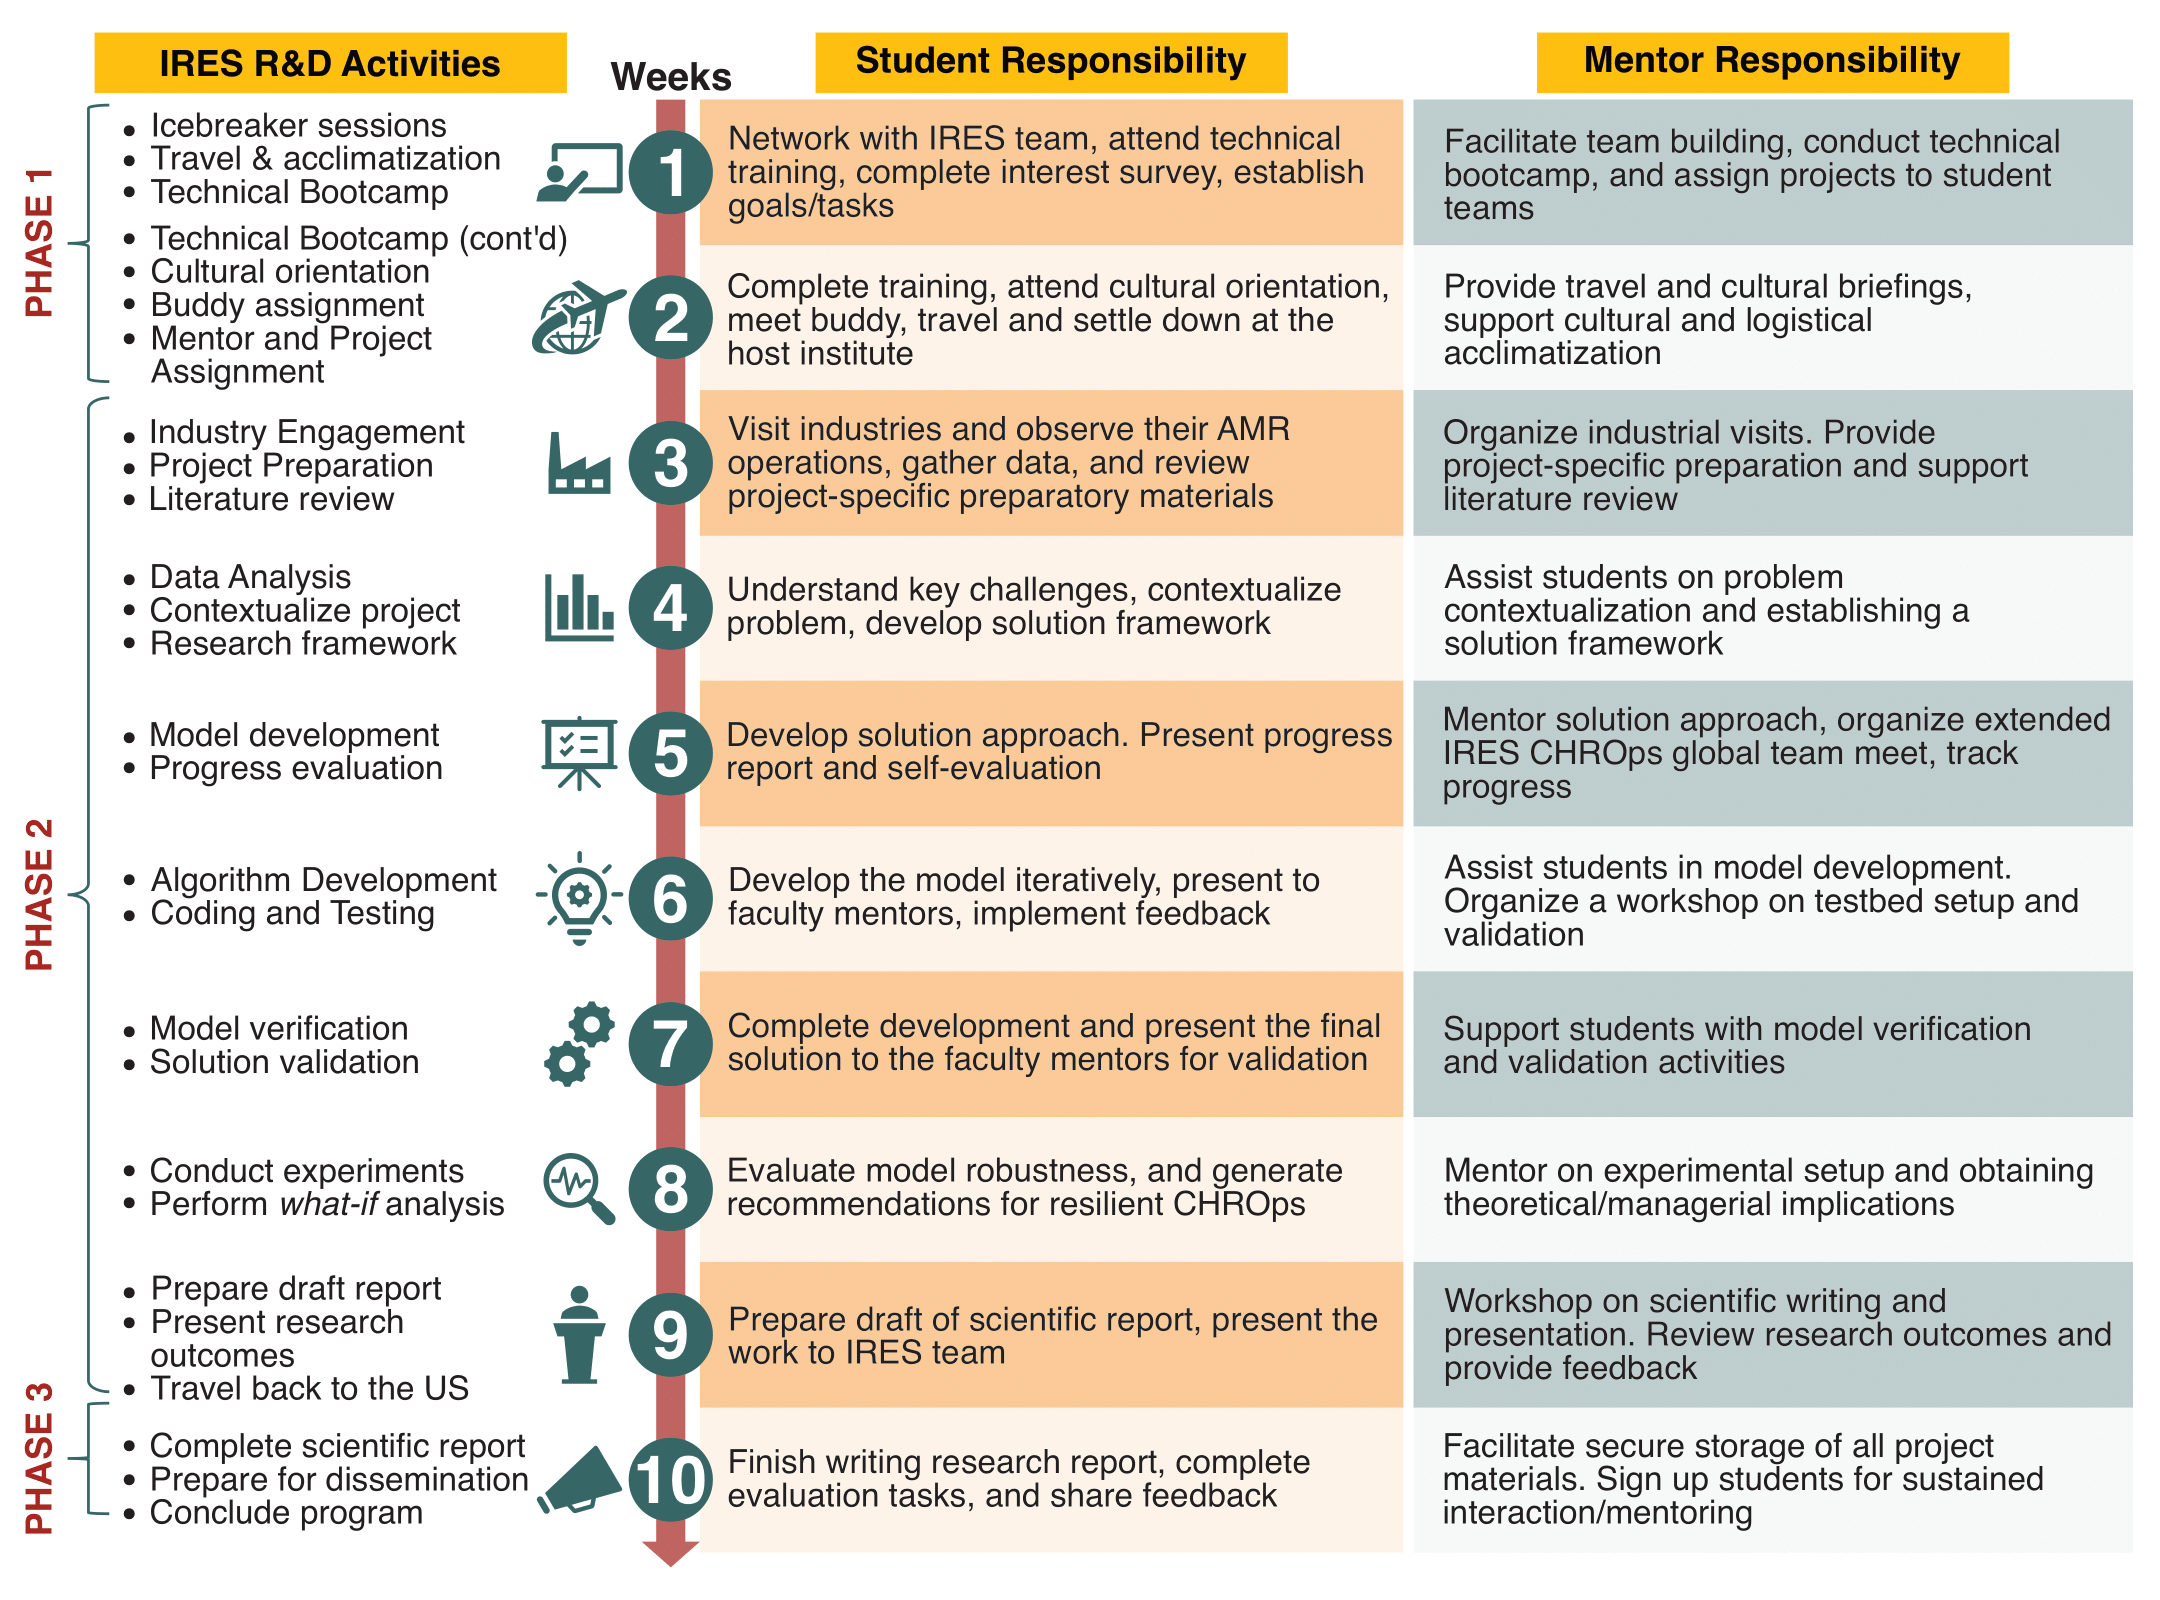 IRES R&D Activities
Weeks
Student Responsibility
Mentor Responsibility
PHASE 1
• Icebreaker sessions
• Travel & acclimatization
• Technical Bootcamp
1
Network with IRES team, attend technical
training, complete interest survey, establish
goals/tasks
Facilitate team building, conduct technical
bootcamp, and assign projects to student
teams
• Technical Bootcamp (cont'd)
• Cultural orientation
• Buddy assignment
• Mentor and Project
Assignment
2
Complete training, attend cultural orientation,
meet buddy, travel and settle down at the
host institute
Provide travel and cultural briefings,
support cultural and logistical
acclimatization
PHASE 2
• Industry Engagement
• Project Preparation
• Literature review
3
Visit industries and observe their AMR
operations, gather data, and review
project-specific preparatory materials
Organize industrial visits. Provide
project-specific preparation and support
literature review
• Data Analysis
• Contextualize project
• Research framework
4
Understand key challenges, contextualize
problem, develop solution framework
Assist students on problem
contextualization and establishing a
solution framework
• Model development
• Progress evaluation
5
Develop solution approach. Present progress
report and self-evaluation
Mentor solution approach, organize extended
IRES CHROps global team meet, track
progress
• Algorithm Development
• Coding and Testing
6
Develop the model iteratively, present to
faculty mentors, implement feedback
Assist students in model development.
Organize a workshop on testbed setup and
validation
• Model verification
• Solution validation
7
Complete development and present the final
solution to the faculty mentors for validation
Support students with model verification
and validation activities
• Conduct experiments
• Perform what-if analysis
8
Evaluate model robustness, and generate
recommendations for resilient CHROps
Mentor on experimental setup and obtaining
theoretical/managerial implications
• Prepare draft report
• Present research
outcomes
• Travel back to the US
9
Prepare draft of scientific report, present the
work to IRES team
Workshop on scientific writing and
presentation. Review research outcomes and
provide feedback
PHASE 3
• Complete scientific report
• Prepare for dissemination
• Conclude program
10
Finish writing research report, complete
evaluation tasks, and share feedback
Facilitate secure storage of all project
materials. Sign up students for sustained
interaction/mentoring